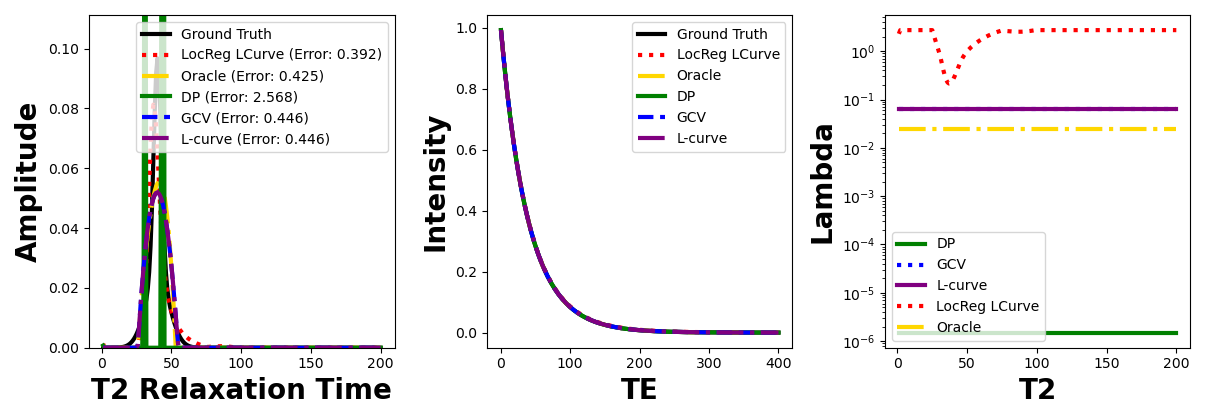 Amplitude
0.10
0.08
0.06
0.04
0.02
0.00
0
50
100
150
200
T2 Relaxation Time
Ground Truth
LocReg LCurve (Error: 0.392)
Oracle (Error: 0.425)
DP (Error: 2.568)
GCV (Error: 0.446)
L-curve (Error: 0.446)
Intensity
1.0
0.8
0.6
0.4
0.2
0.0
0
100
200
300
400
TE
Ground Truth
LocReg LCurve
Oracle
DP
GCV
L-curve
Lambda
10⁰
10⁻¹
10⁻²
10⁻³
10⁻⁴
10⁻⁵
10⁻⁶
0
50
100
150
200
T2
DP
GCV
L-curve
LocReg LCurve
Oracle